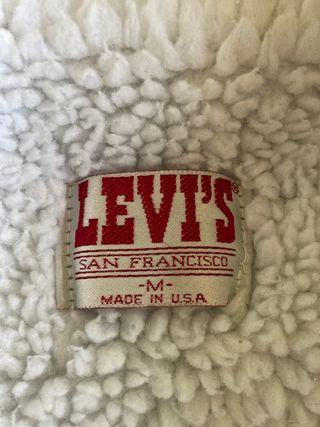 LEVI'S®
SAN FRANCISCO
-M-
MADE IN U.S.A.